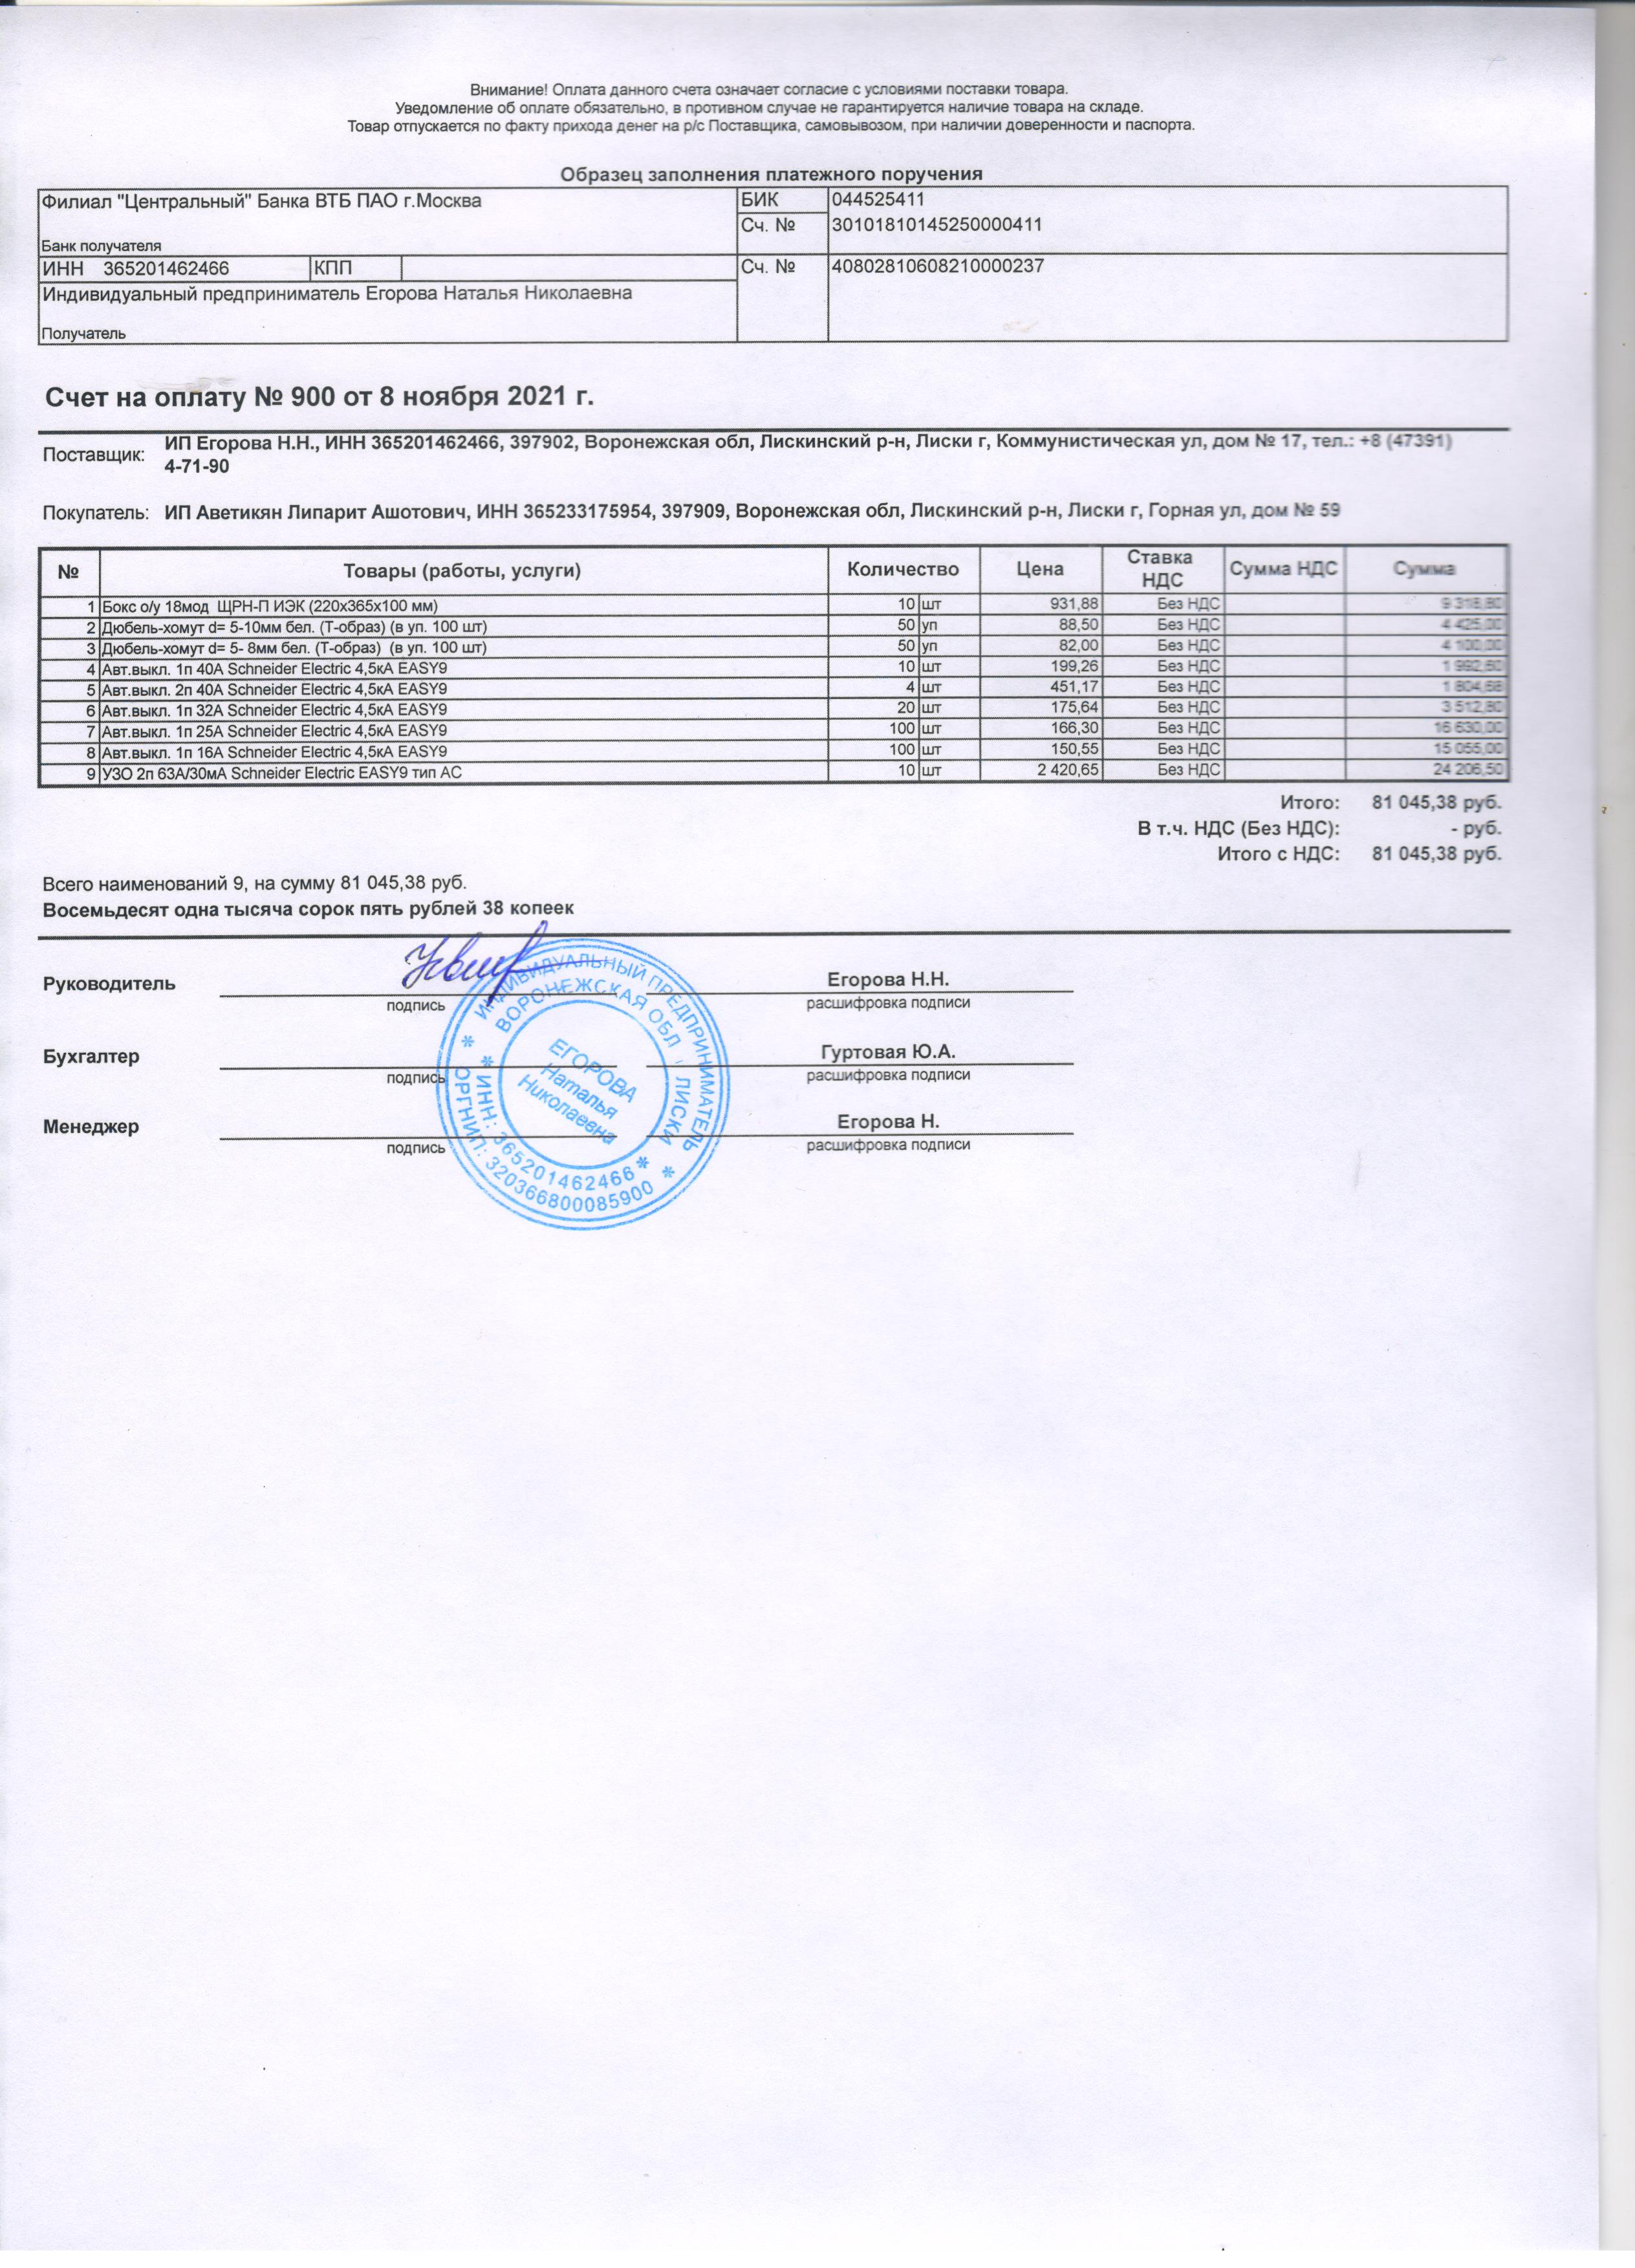 Внимание! Оплата данного счета означает согласие с условиями поставки товара.
Уведомление об оплате обязательно, в противном случае не гарантируется наличие товара на складе.
Товар отпускается по факту прихода денег на р/с Поставщика, самовывозом, при наличии доверенности и паспорта.
Образец заполнения платежного поручения
Филиал "Центральный" Банка ВТБ ПАО г.Москва БИК 044525411
Сч. № 30101810145250000411
Банк получателя
ИНН 365201462466 КПП Сч. № 40802810608210000237
Индивидуальный предприниматель Егорова Наталья Николаевна
Получатель
Счет на оплату № 900 от 8 ноября 2021 г.
Поставщик: ИП Егорова Н.Н., ИНН 365201462466, 397902, Воронежская обл, Лискинский р-н, Лиски г, Коммунистическая ул, дом № 17, тел.: +8 (47391)
4-71-90
Покупатель: ИП Аветикян Липарит Ашотович, ИНН 365233175954, 397909, Воронежская обл, Лискинский р-н, Лиски г, Горная ул, дом № 59
№ Товары (работы, услуги) Количество Цена Ставка НДС Сумма НДС Сумма
1 Бокс о/у 18мод ЩРН-П ИЭК (220х365х100 мм) 10 шт 931,88 Без НДС 9 318,80
2 Дюбель-хомут d= 5-10мм бел. (Т-образ) (в уп. 100 шт) 50 уп 88,50 Без НДС 4 425,00
3 Дюбель-хомут d= 5- 8мм бел. (Т-образ) (в уп. 100 шт) 50 уп 82,00 Без НДС 4 100,00
4 Авт.выкл. 1п 40А Schneider Electric 4,5кА EASY9 10 шт 199,26 Без НДС 1 992,60
5 Авт.выкл. 2п 40А Schneider Electric 4,5кА EASY9 4 шт 451,17 Без НДС 1 804,68
6 Авт.выкл. 1п 32А Schneider Electric 4,5кА EASY9 20 шт 175,64 Без НДС 3 512,80
7 Авт.выкл. 1п 25А Schneider Electric 4,5кА EASY9 100 шт 166,30 Без НДС 16 630,00
8 Авт.выкл. 1п 16А Schneider Electric 4,5кА EASY9 100 шт 150,55 Без НДС 15 055,00
9 УЗО 2п 63А/30мА Schneider Electric EASY9 тип АС 10 шт 2 420,65 Без НДС 24 206,50
Итого: 81 045,38 руб.
В т.ч. НДС (Без НДС): - руб.
Итого с НДС: 81 045,38 руб.
Всего наименований 9, на сумму 81 045,38 руб.
Восемьдесят одна тысяча сорок пять рублей 38 копеек
Руководитель Егорова Н.Н.
подпись расшифровка подписи
Бухгалтер Гуртовая Ю.А.
подпись расшифровка подписи
Менеджер Егорова Н.
подпись расшифровка подписи
* ИНДИВИДУАЛЬНЫЙ ПРЕДПРИНИМАТЕЛЬ *
ОРГНИП: 320366800085900
ВОРОНЕЖСКАЯ ОБЛ г ЛИСКИ
* ИНН: 365201462466 *
ЕГОРОВА
Наталья
Николаевна